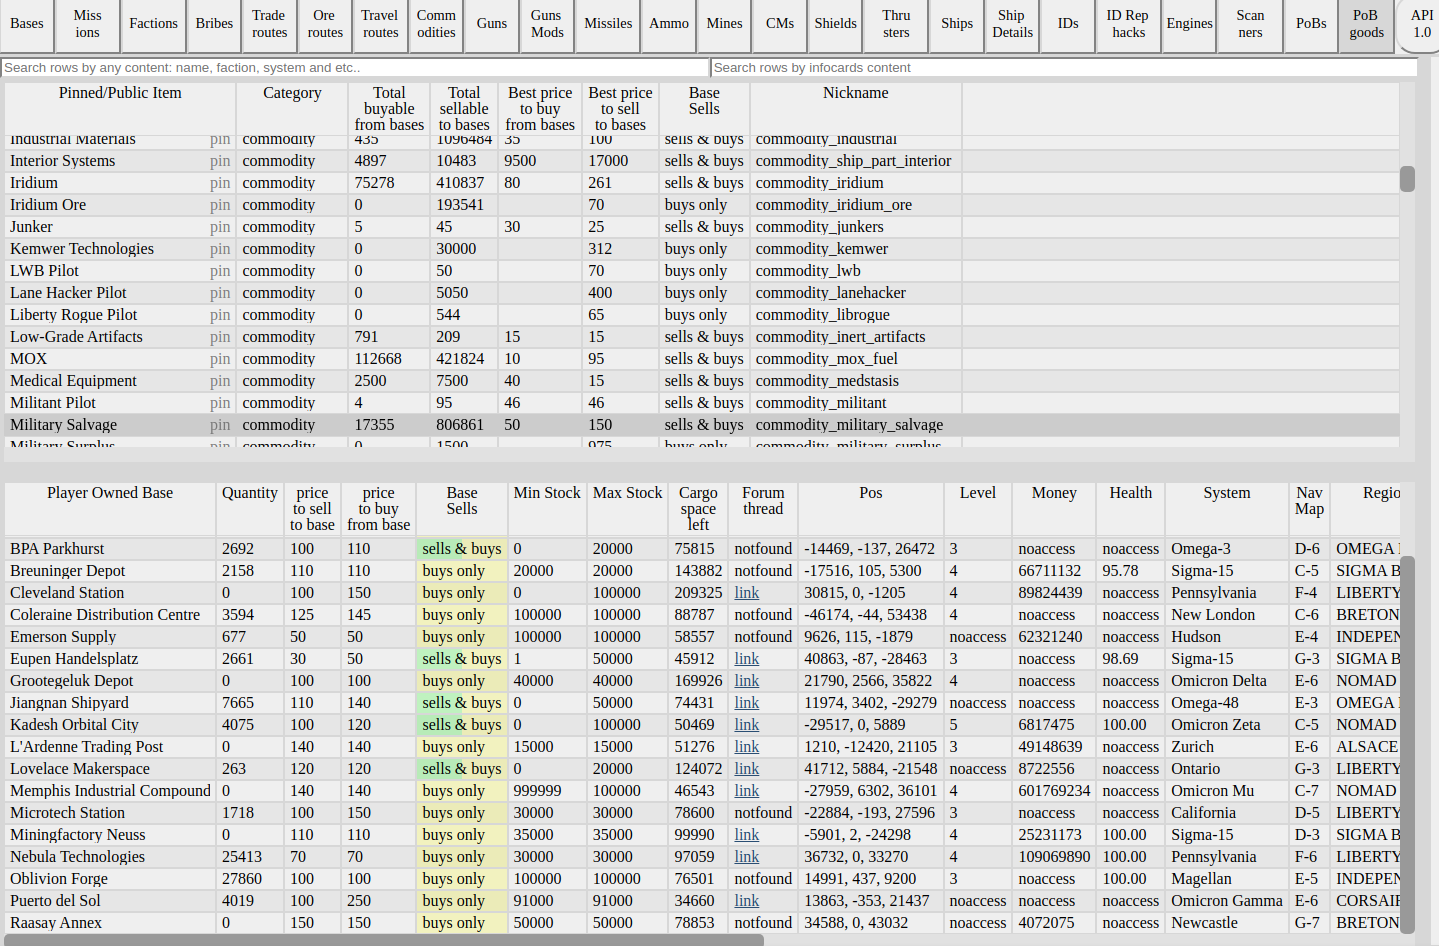 Bases Miss ions Factions Bribes Trade routes Ore routes Travel routes Comm odities Guns Guns Mods Missiles Ammo Mines CMs Shields Thru sters Ships Ship Details IDs ID Rep hacks Engines Scan ners PoBs PoB goods API 1.0
Search rows by any content: name, faction, system and etc.. Search rows by infocards content
Pinned/Public Item Category Total buyable from bases Total sellable to bases Best price to buy from bases Best price to sell to bases Base Sells Nickname
Industrial Materials pin commodity 435 1096484 35 100 sells & buys commodity_industrial
Interior Systems pin commodity 4897 10483 9500 17000 sells & buys commodity_ship_part_interior
Iridium pin commodity 75278 410837 80 261 sells & buys commodity_iridium
Iridium Ore pin commodity 0 193541 70 buys only commodity_iridium_ore
Junker pin commodity 5 45 30 25 sells & buys commodity_junkers
Kemwer Technologies pin commodity 0 30000 312 buys only commodity_kemwer
LWB Pilot pin commodity 0 50 70 buys only commodity_lwb
Lane Hacker Pilot pin commodity 0 5050 400 buys only commodity_lanehacker
Liberty Rogue Pilot pin commodity 0 544 65 buys only commodity_librogue
Low-Grade Artifacts pin commodity 791 209 15 15 sells & buys commodity_inert_artifacts
MOX pin commodity 112668 421824 10 95 sells & buys commodity_mox_fuel
Medical Equipment pin commodity 2500 7500 40 15 sells & buys commodity_medstasis
Militant Pilot pin commodity 4 95 46 46 sells & buys commodity_militant
Military Salvage pin commodity 17355 806861 50 150 sells & buys commodity_military_salvage
Military Surplus pin commodity 0 1500 975 buys only commodity_military_surplus
Player Owned Base Quantity price to sell to base price to buy from base Base Sells Min Stock Max Stock Cargo space left Forum thread Pos Level Money Health System Nav Map Regio
BPA Parkhurst 2692 100 110 sells & buys 0 20000 75815 notfound -14469, -137, 26472 3 noaccess noaccess Omega-3 D-6 OMEGA
Breuninger Depot 2158 110 110 buys only 20000 20000 143882 notfound -17516, 105, 5300 4 66711132 95.78 Sigma-15 C-5 SIGMA B
Cleveland Station 0 100 150 buys only 0 100000 209325 link 30815, 0, -1205 4 89824439 noaccess Pennsylvania F-4 LIBERTY
Coleraine Distribution Centre 3594 125 145 buys only 100000 100000 88787 notfound -46174, -44, 53438 4 noaccess noaccess New London C-6 BRETON
Emerson Supply 677 50 50 buys only 100000 100000 58557 notfound 9626, 115, -1879 noaccess 62321240 noaccess Hudson E-4 INDEPEN
Eupen Handelsplatz 2661 30 50 sells & buys 1 50000 45912 link 40863, -87, -28463 3 noaccess 98.69 Sigma-15 G-3 SIGMA B
Grootegeluk Depot 0 100 100 buys only 40000 40000 169926 link 21790, 2566, 35822 4 noaccess noaccess Omicron Delta E-6 NOMAD
Jiangnan Shipyard 7665 110 140 sells & buys 0 50000 74431 link 11974, 3402, -29279 noaccess noaccess noaccess Omega-48 E-3 OMEGA
Kadesh Orbital City 4075 100 120 sells & buys 0 100000 50469 link -29517, 0, 5889 5 6817475 100.00 Omicron Zeta C-5 NOMAD
L'Ardenne Trading Post 0 140 140 buys only 15000 15000 51276 link 1210, -12420, 21105 3 49148639 noaccess Zurich E-6 ALSACE
Lovelace Makerspace 263 120 120 sells & buys 0 20000 124072 link 41712, 5884, -21548 noaccess 8722556 noaccess Ontario G-3 LIBERTY
Memphis Industrial Compound 0 140 140 buys only 999999 100000 46543 link -27959, 6302, 36101 4 601769234 noaccess Omicron Mu C-7 NOMAD
Microtech Station 1718 100 150 buys only 30000 30000 78600 notfound -22884, -193, 27596 3 noaccess noaccess California D-5 LIBERTY
Miningfactory Neuss 0 110 110 buys only 35000 35000 99990 link -5901, 2, -24298 4 25231173 100.00 Sigma-15 D-3 SIGMA B
Nebula Technologies 25413 70 70 buys only 30000 30000 97059 link 36732, 0, 33270 4 109069890 100.00 Pennsylvania F-6 LIBERTY
Oblivion Forge 27860 100 100 buys only 100000 100000 76501 notfound 14991, 437, 9200 3 noaccess 100.00 Magellan E-5 INDEPEN
Puerto del Sol 4019 100 250 buys only 91000 91000 34660 link 13863, -353, 21437 noaccess noaccess noaccess Omicron Gamma E-6 CORSAIR
Raasay Annex 0 150 150 buys only 50000 50000 78853 notfound 34588, 0, 43032 noaccess 4072075 noaccess Newcastle G-7 BRETON